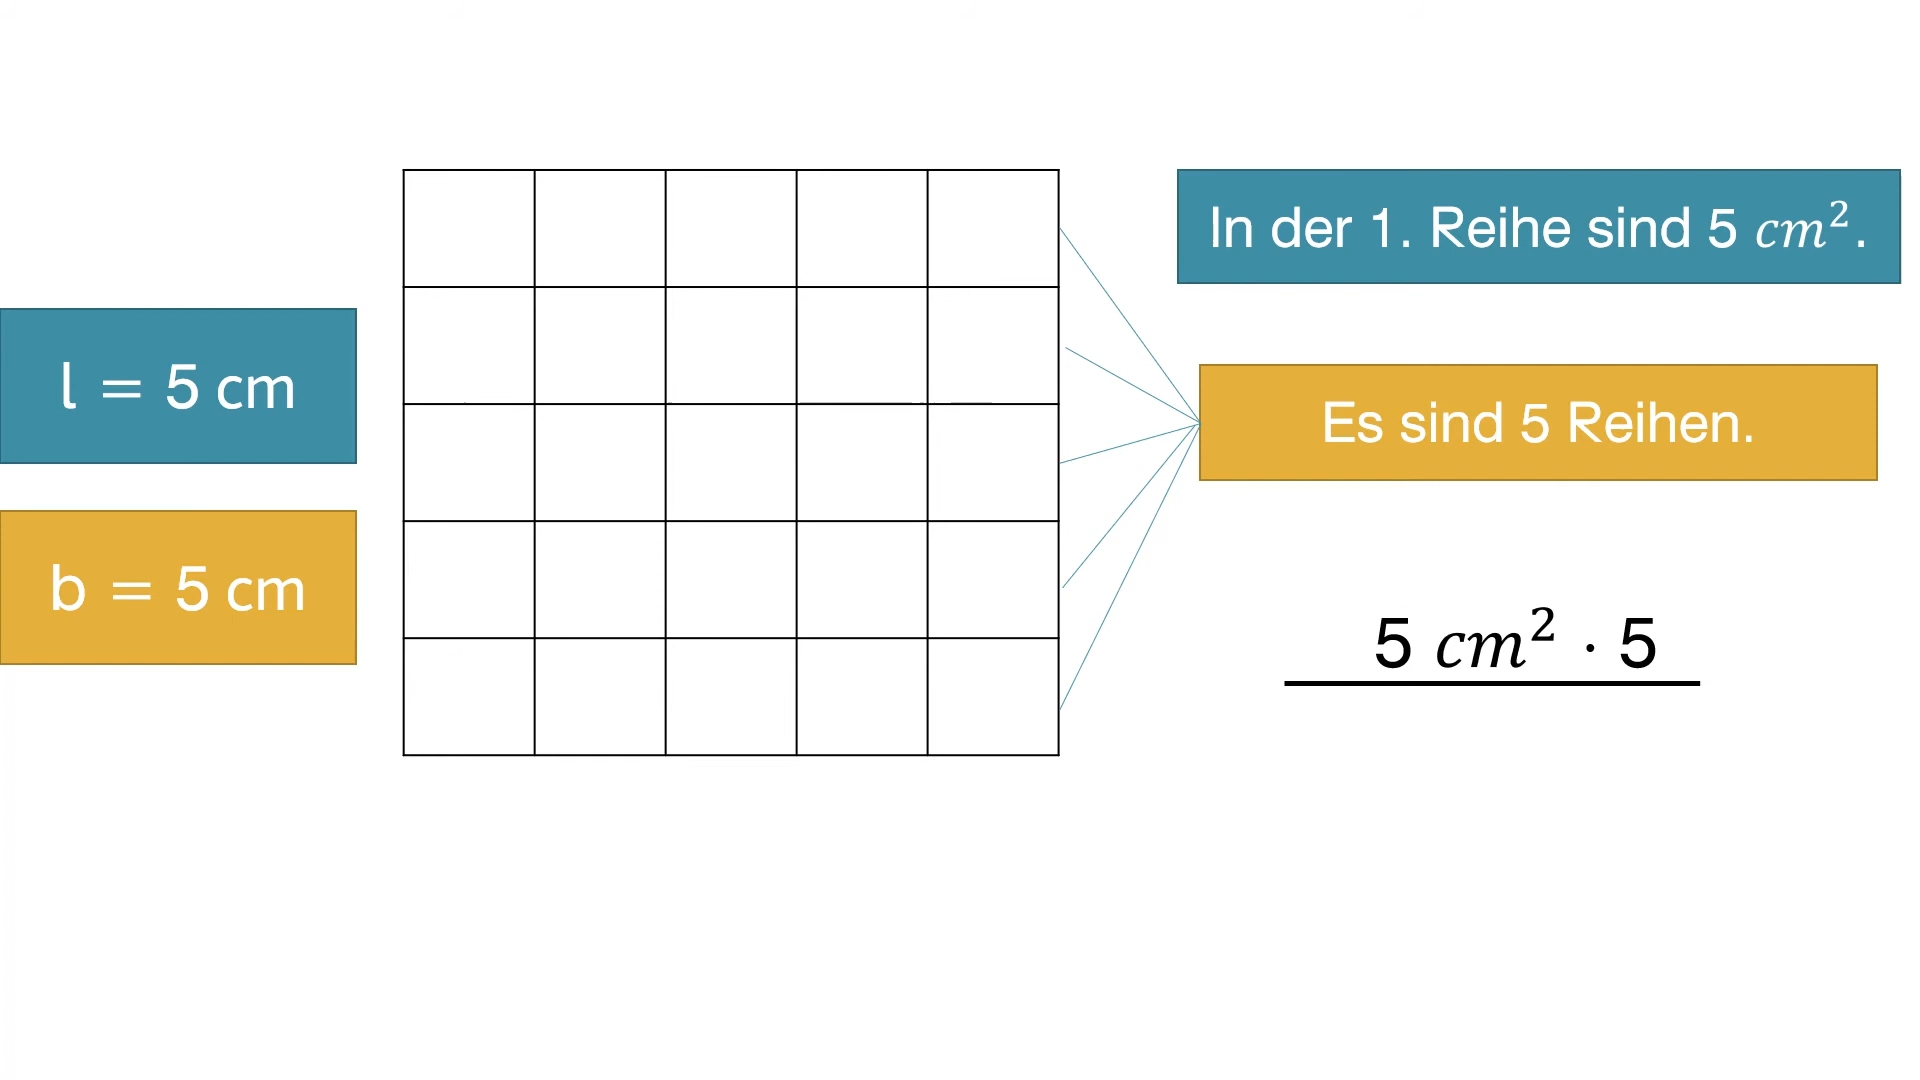 l = 5 cm
b = 5 cm
In der 1. Reihe sind 5 cm².
Es sind 5 Reihen.
5 cm² · 5